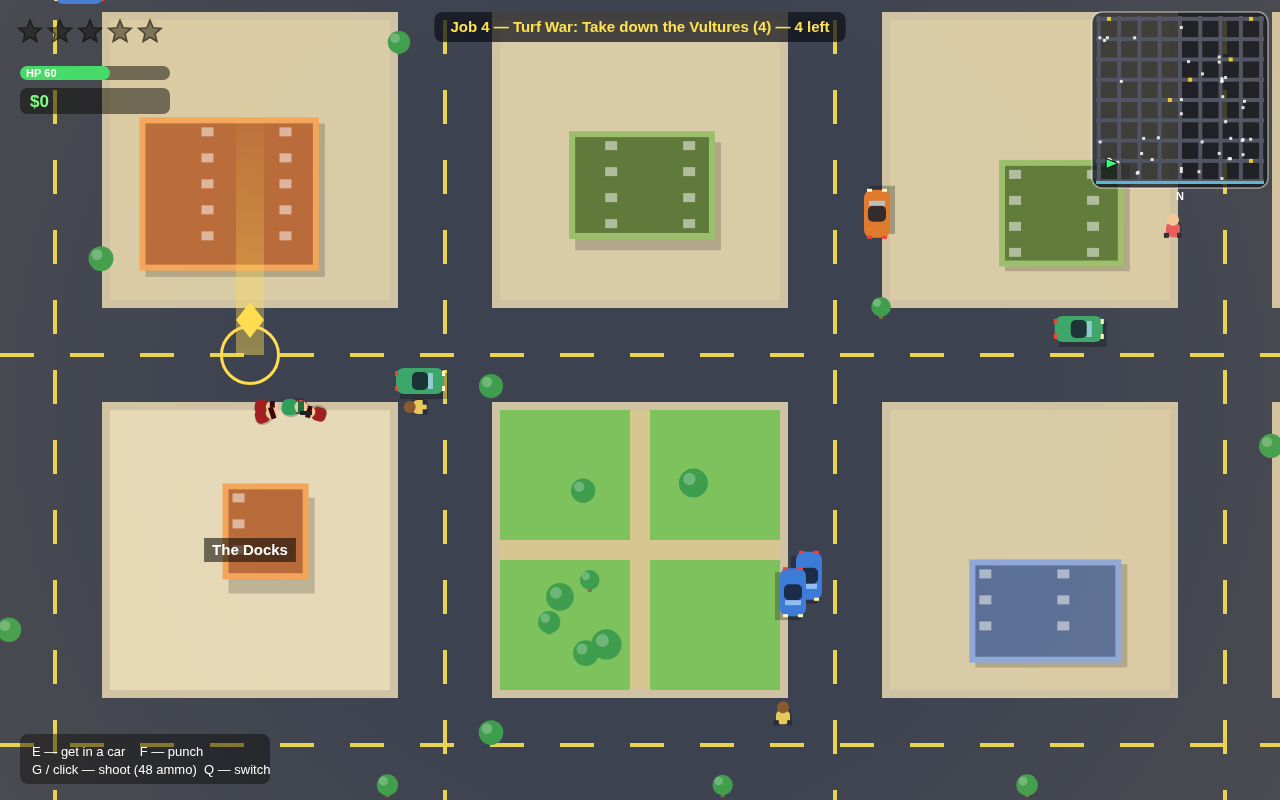 Job 4 — Turf War: Take down the Vultures (4) — 4 left
HP 60
$0
N
The Docks
E — get in a car    F — punch
G / click — shoot (48 ammo)  Q — switch